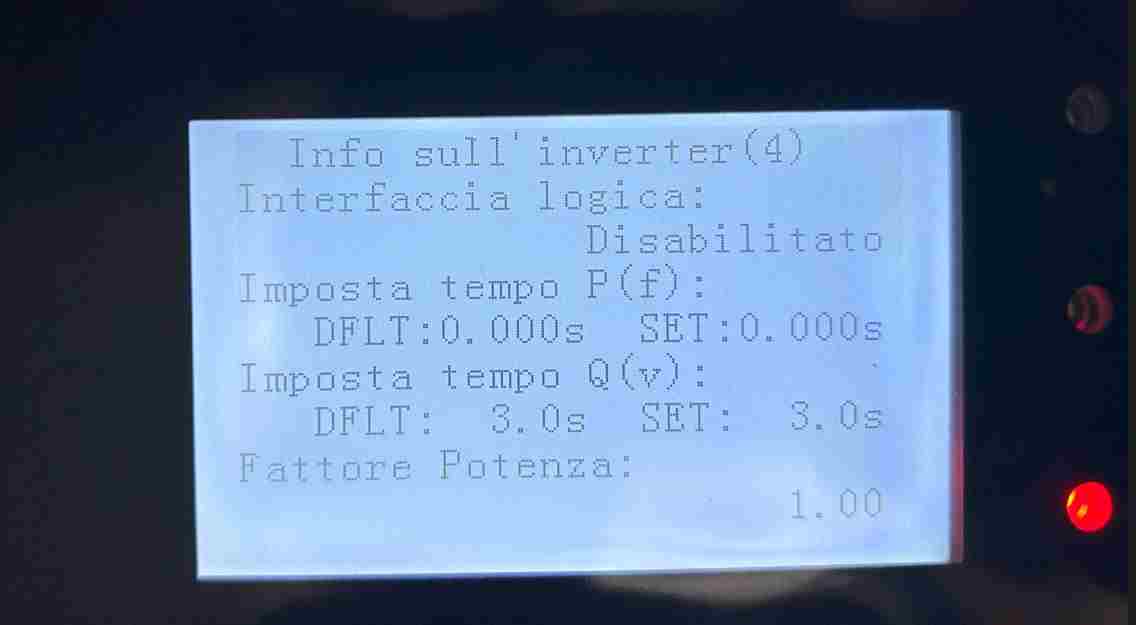 Info sull'inverter(4)
Interfaccia logica:
Disabilitato
Imposta tempo P(f):
DFLT:0.000s SET:0.000s
Imposta tempo Q(v):
DFLT: 3.0s SET: 3.0s
Fattore Potenza:
1.00